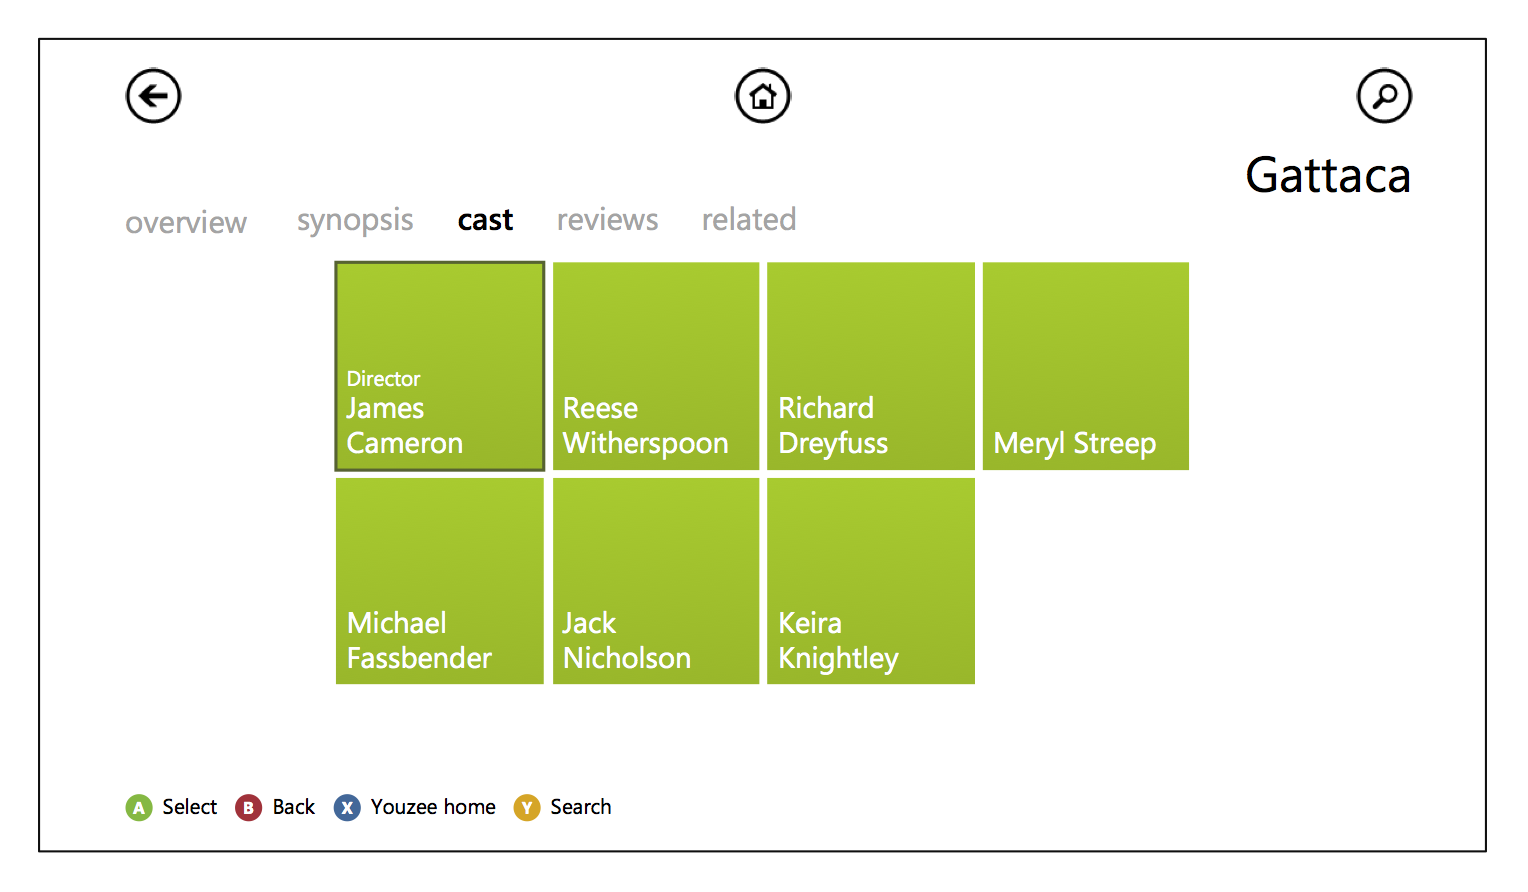 Gattaca
overview synopsis cast reviews related
Director
James
Cameron
Reese
Witherspoon
Richard
Dreyfuss
Meryl Streep
Michael
Fassbender
Jack
Nicholson
Keira
Knightley
A Select B Back X Youzee home Y Search